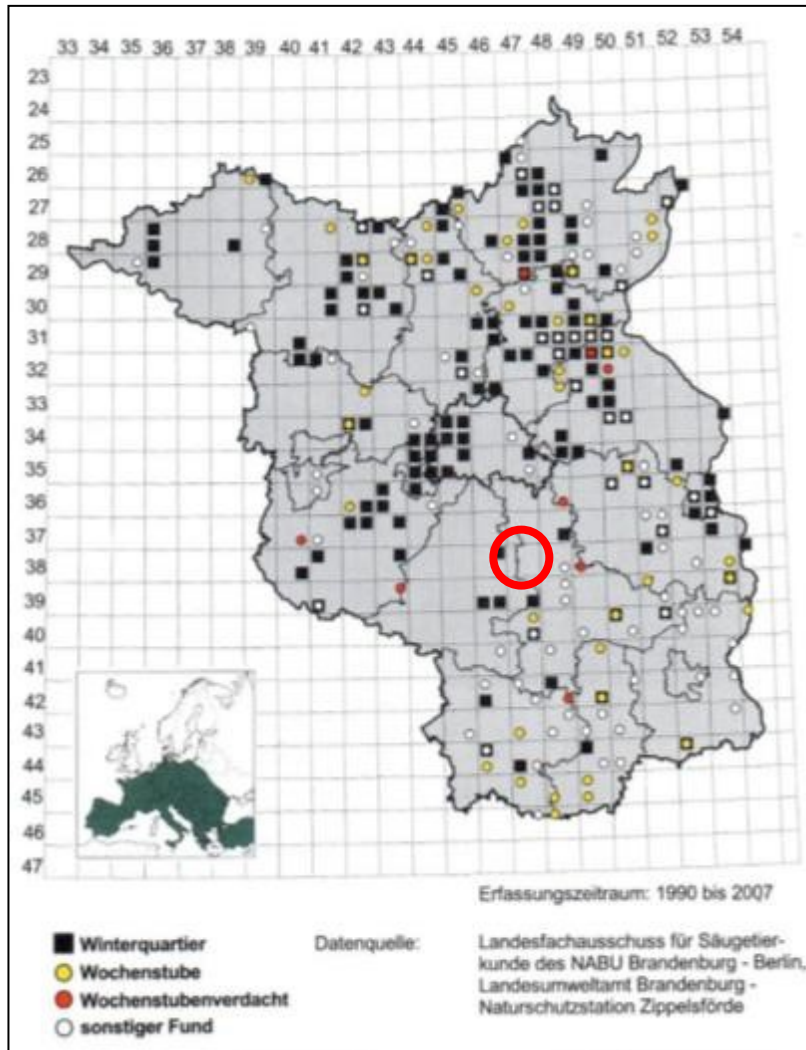 33 34 35 36 37 38 39 40 41 42 43 44 45 46 47 48 49 50 51 52 53 54
23
24
25
26
27
28
29
30
31
32
33
34
35
36
37
38
39
40
41
42
43
44
45
46
47
Erfassungszeitraum: 1990 bis 2007
Winterquartier
Wochenstube
Wochenstubenverdacht
sonstiger Fund
Datenquelle:
Landesfachausschuss für Säugetier-
kunde des NABU Brandenburg - Berlin,
Landesumweltamt Brandenburg -
Naturschutzstation Zippelsförde